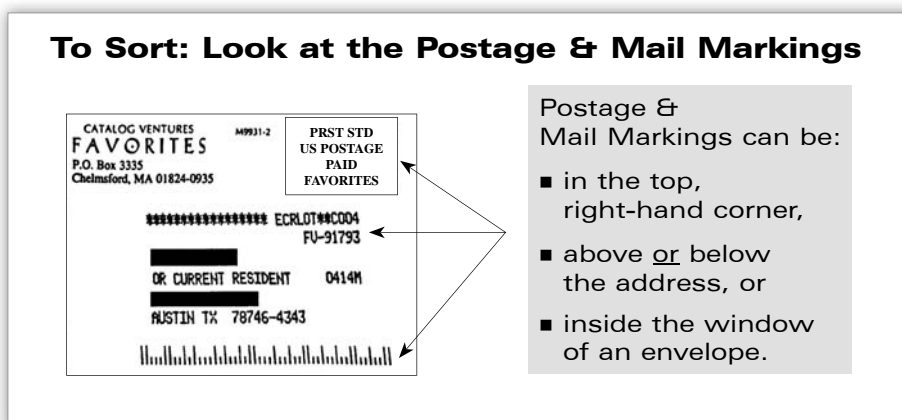 To Sort: Look at the Postage & Mail Markings
CATALOG VENTURES
FAVORITES
P.O. Box 3335
Chelmsford, MA 01824-0935
M9931-2
PRST STD
US POSTAGE
PAID
FAVORITES
***************** ECRLOT**C004
FV-91793
OR CURRENT RESIDENT 0414M
AUSTIN TX 78746-4343
Postage &
Mail Markings can be:
■ in the top,
right-hand corner,
■ above or below
the address, or
■ inside the window
of an envelope.